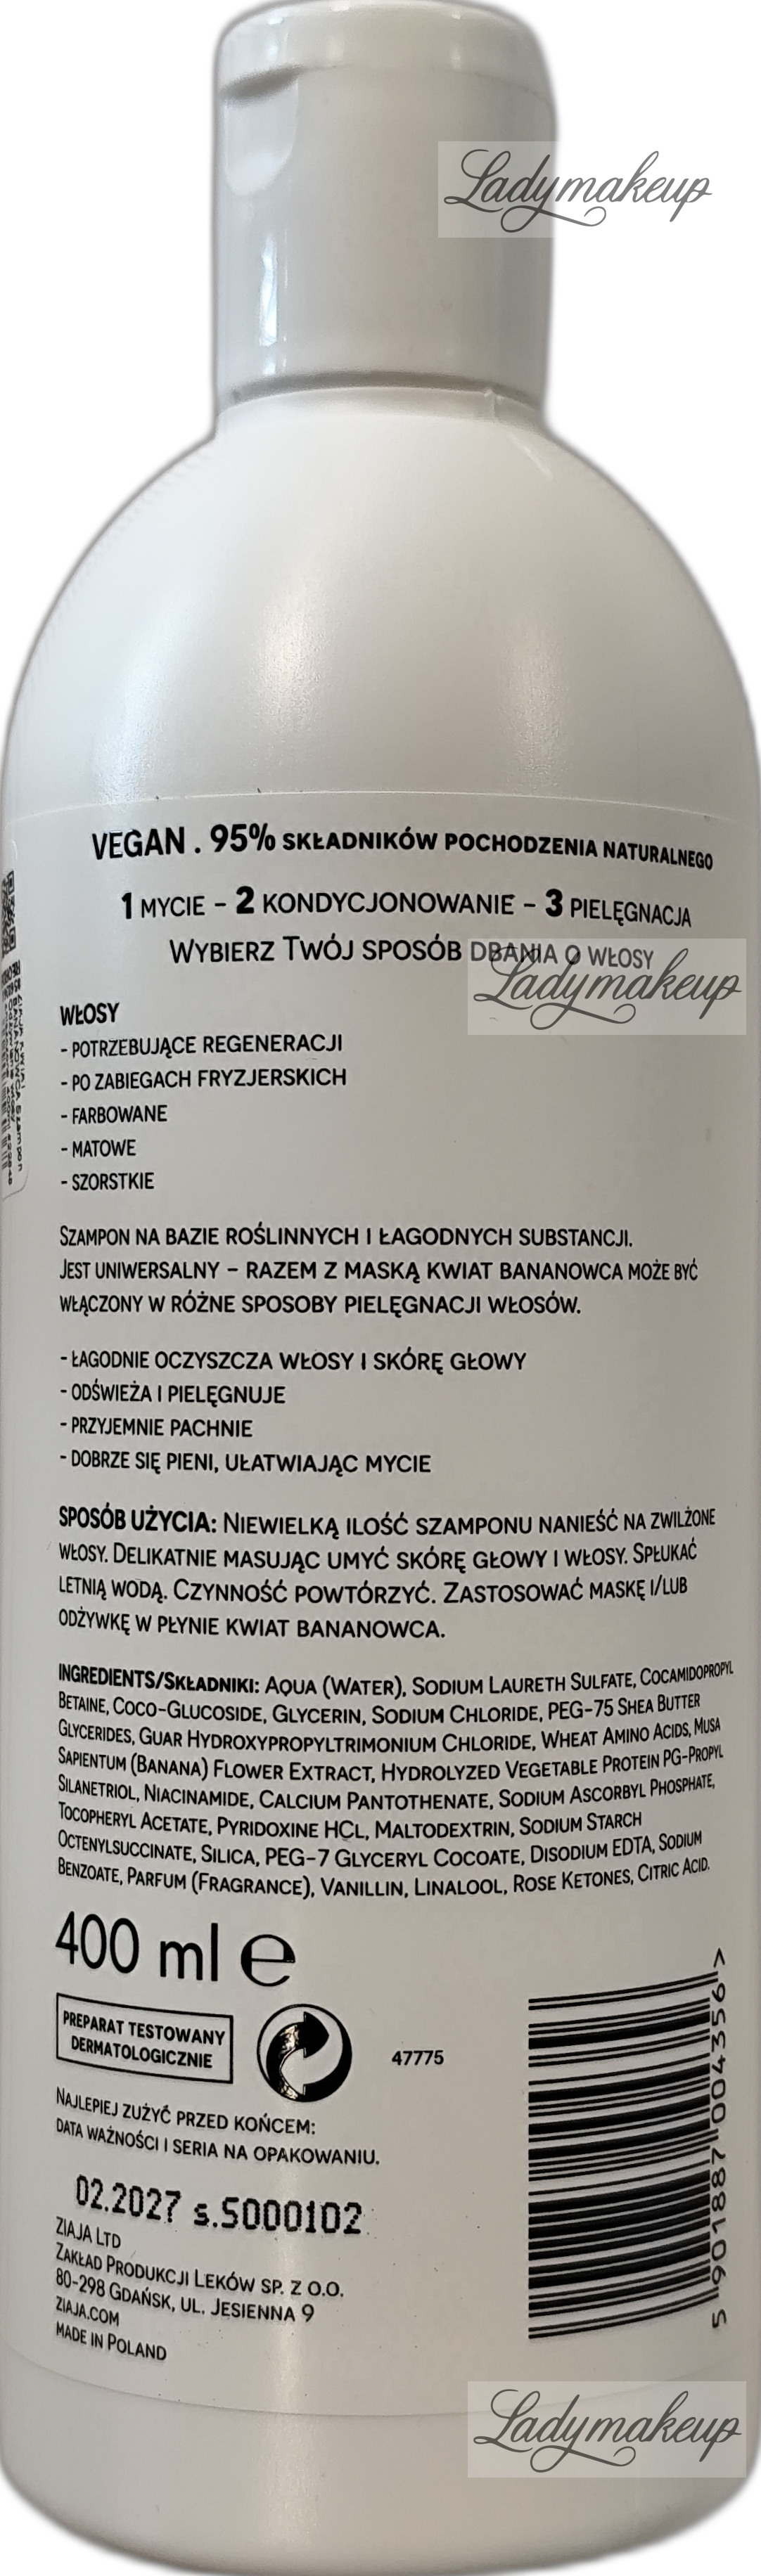 Ladymakeup
VEGAN . 95% SKŁADNIKÓW POCHODZENIA NATURALNEGO
1 MYCIE - 2 KONDYCJONOWANIE - 3 PIELĘGNACJA
WYBIERZ TWÓJ SPOSÓB DBANIA O WŁOSY
Ladymakeup
WŁOSY
- POTRZEBUJĄCE REGENERACJI
- PO ZABIEGACH FRYZJERSKICH
- FARBOWANE
- MATOWE
- SZORSTKIE
SZAMPON NA BAZIE ROŚLINNYCH I ŁAGODNYCH SUBSTANCJI.
JEST UNIWERSALNY – RAZEM Z MASKĄ KWIAT BANANOWCA MOŻE BYĆ
WŁĄCZONY W RÓŻNE SPOSOBY PIELĘGNACJI WŁOSÓW.
- ŁAGODNIE OCZYSZCZA WŁOSY I SKÓRĘ GŁOWY
- ODŚWIEŻA I PIELĘGNUJE
- PRZYJEMNIE PACHNIE
- DOBRZE SIĘ PIENI, UŁATWIAJĄC MYCIE
SPOSÓB UŻYCIA: NIEWIELKĄ ILOŚĆ SZAMPONU NANIEŚĆ NA ZWILŻONE
WŁOSY. DELIKATNIE MASUJĄC UMYĆ SKÓRĘ GŁOWY I WŁOSY. SPŁUKAĆ
LETNIĄ WODĄ. CZYNNOŚĆ POWTÓRZYĆ. ZASTOSOWAĆ MASKĘ I/LUB
ODŻYWKĘ W PŁYNIE KWIAT BANANOWCA.
INGREDIENTS/SKŁADNIKI: AQUA (WATER), SODIUM LAURETH SULFATE, COCAMIDOPROPYL
BETAINE, COCO-GLUCOSIDE, GLYCERIN, SODIUM CHLORIDE, PEG-75 SHEA BUTTER
GLYCERIDES, GUAR HYDROXYPROPYLTRIMONIUM CHLORIDE, WHEAT AMINO ACIDS, MUSA
SAPIENTUM (BANANA) FLOWER EXTRACT, HYDROLYZED VEGETABLE PROTEIN PG-PROPYL
SILANETRIOL, NIACINAMIDE, CALCIUM PANTOTHENATE, SODIUM ASCORBYL PHOSPHATE,
TOCOPHERYL ACETATE, PYRIDOXINE HCL, MALTODEXTRIN, SODIUM STARCH
OCTENYLSUCCINATE, SILICA, PEG-7 GLYCERYL COCOATE, DISODIUM EDTA, SODIUM
BENZOATE, PARFUM (FRAGRANCE), VANILLIN, LINALOOL, ROSE KETONES, CITRIC ACID.
400 ml e
PREPARAT TESTOWANY
DERMATOLOGICZNIE
47775
NAJLEPIEJ ZUŻYĆ PRZED KOŃCEM:
DATA WAŻNOŚCI I SERIA NA OPAKOWANIU.
02.2027 s.S000102
ZIAJA LTD
ZAKŁAD PRODUKCJI LEKÓW SP. Z O.O.
80-298 GDAŃSK, UL. JESIENNA 9
ZIAJA.COM
MADE IN POLAND
5 901887 004356 >
Ladymakeup